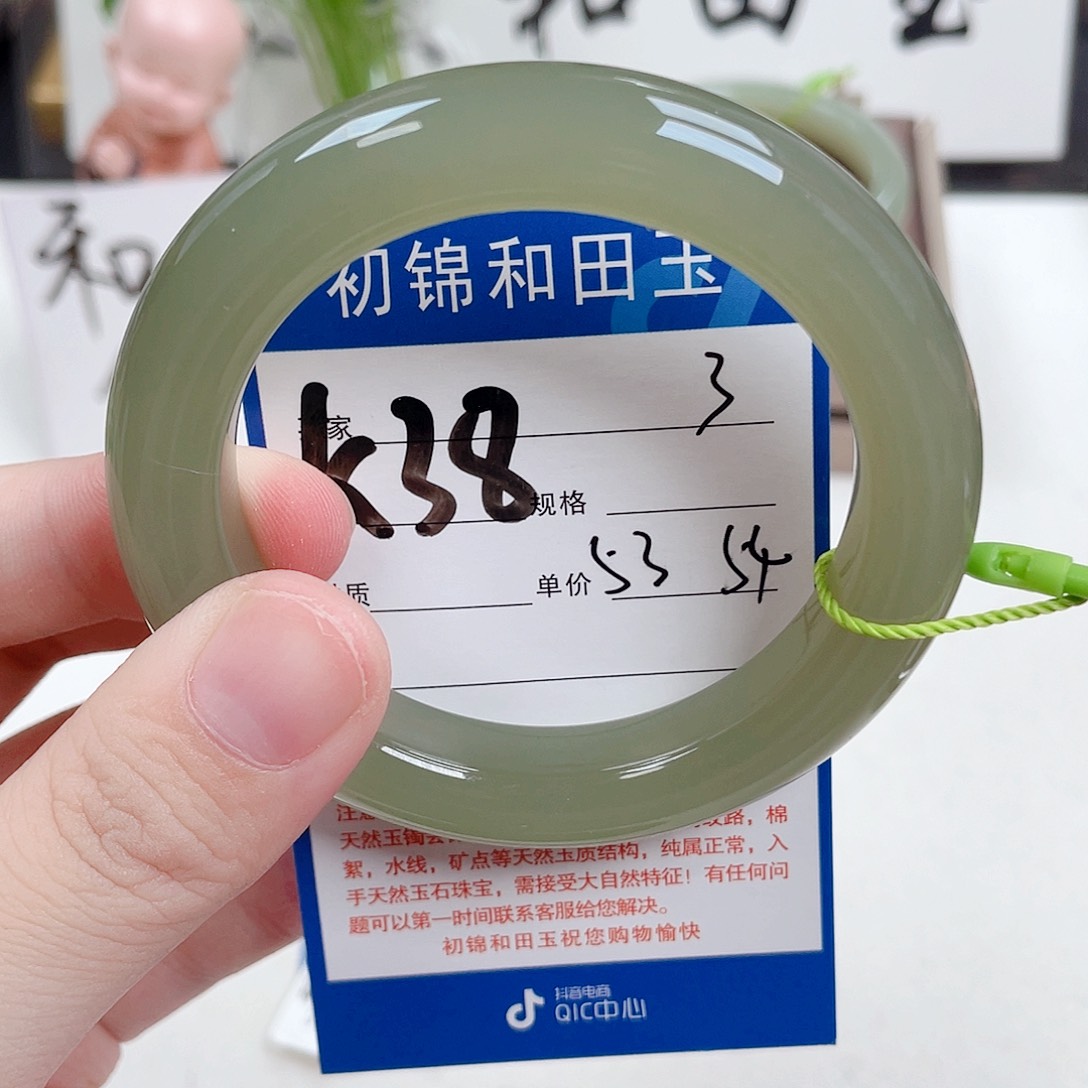 和田玉
和
初锦和田玉
家 3
k38
规格
质 单价 53 54
天然玉镯
路，棉
絮，水线，矿点等天然玉质结构，纯属正常，入
手天然玉石珠宝，需接受大自然特征！有任何问
题可以第一时间联系客服给您解决。
初锦和田玉祝您购物愉快
抖音电商
QIC中心